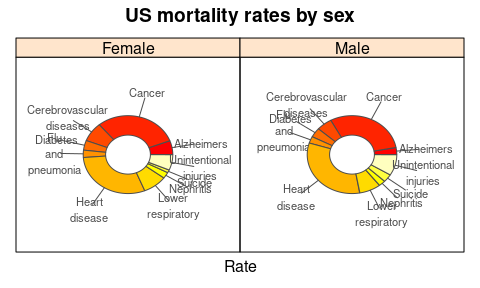 US mortality rates by sex
Female
Male
Cancer
Cerebrovascular
diseases
Flu
and
pneumonia
Diabetes
Alzheimers
Unintentional
injuries
Suicide
Nephritis
Lower
respiratory
Heart
disease
Cancer
Cerebrovascular
diseases
Flu
and
pneumonia
Diabetes
Alzheimers
Unintentional
injuries
Suicide
Nephritis
Lower
respiratory
Heart
disease
Rate